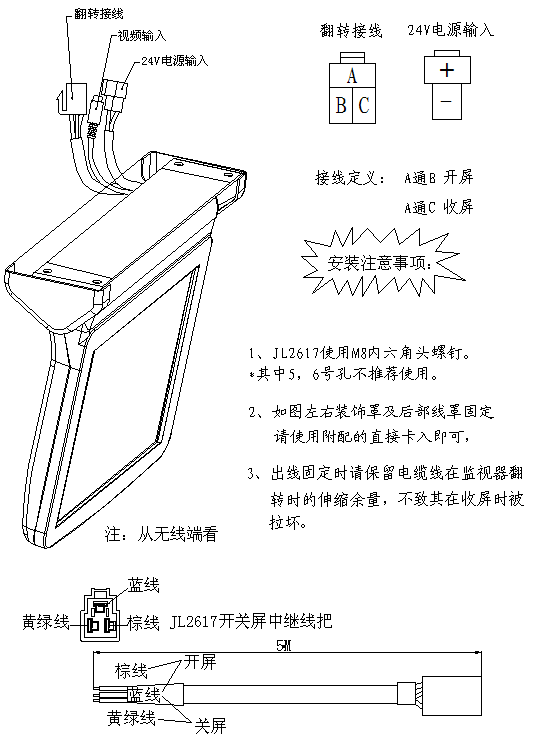 翻转接线
视频输入
24V电源输入
翻转接线
24V电源输入
A
B C
+
-
接线定义： A通B 开屏
A通C 收屏
安装注意事项:
1、JL2617使用M8内六角头螺钉。
*其中5，6号孔不推荐使用。
2、如图左右装饰罩及后部线罩固定
请使用附配的直接卡入即可，
3、出线固定时请保留电缆线在监视器翻
转时的伸缩余量，不致其在收屏时被
拉坏。
注：从无线端看
蓝线
黄绿线
棕线
JL2617开关屏中继线把
5M
棕线
开屏
蓝线
黄绿线
关屏